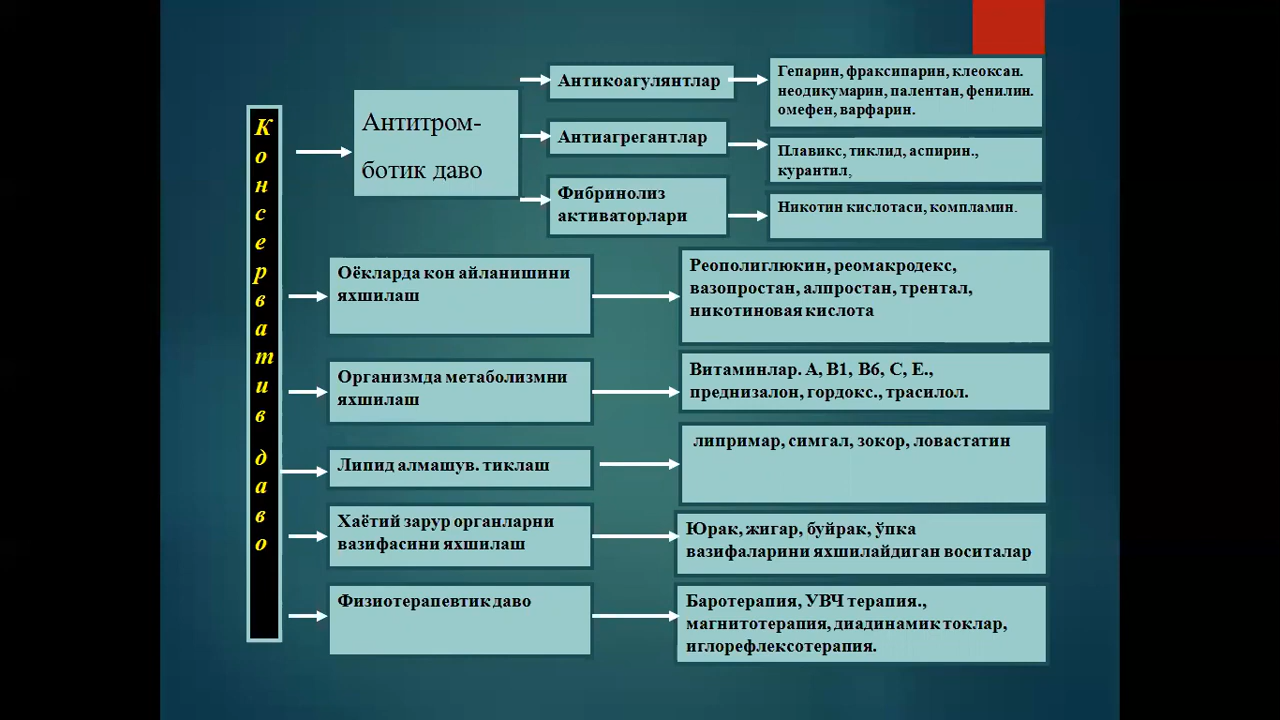 Консерватив даво
Антитром-
ботик даво
Антикоагулянтлар
Гепарин, фраксипарин, клеоксан.
неодикумарин, палентан, фенилин.
омефен, варфарин.
Антиагрегантлар
Плавикс, тиклид, аспирин.,
курантил,
Фибринолиз
активаторлари
Никотин кислотаси, компламин.
Оёкларда кон айланишини
яхшилаш
Реополиглюкин, реомакродекс,
вазопростан, алпростан, трентал,
никотиновая кислота
Организмда метаболизмни
яхшилаш
Витаминлар. А, В1, В6, С, Е.,
преднизалон, гордокс., трасилол.
Липид алмашув. тиклаш
липримар, симгал, зокор, ловастатин
Хаётий зарур органларни
вазифасини яхшилаш
Юрак, жигар, буйрак, ўпка
вазифаларини яхшилайдиган воситалар
Физиотерапевтик даво
Баротерапия, УВЧ терапия.,
магнитотерапия, диадинамик токлар,
иглорефлексотерапия.